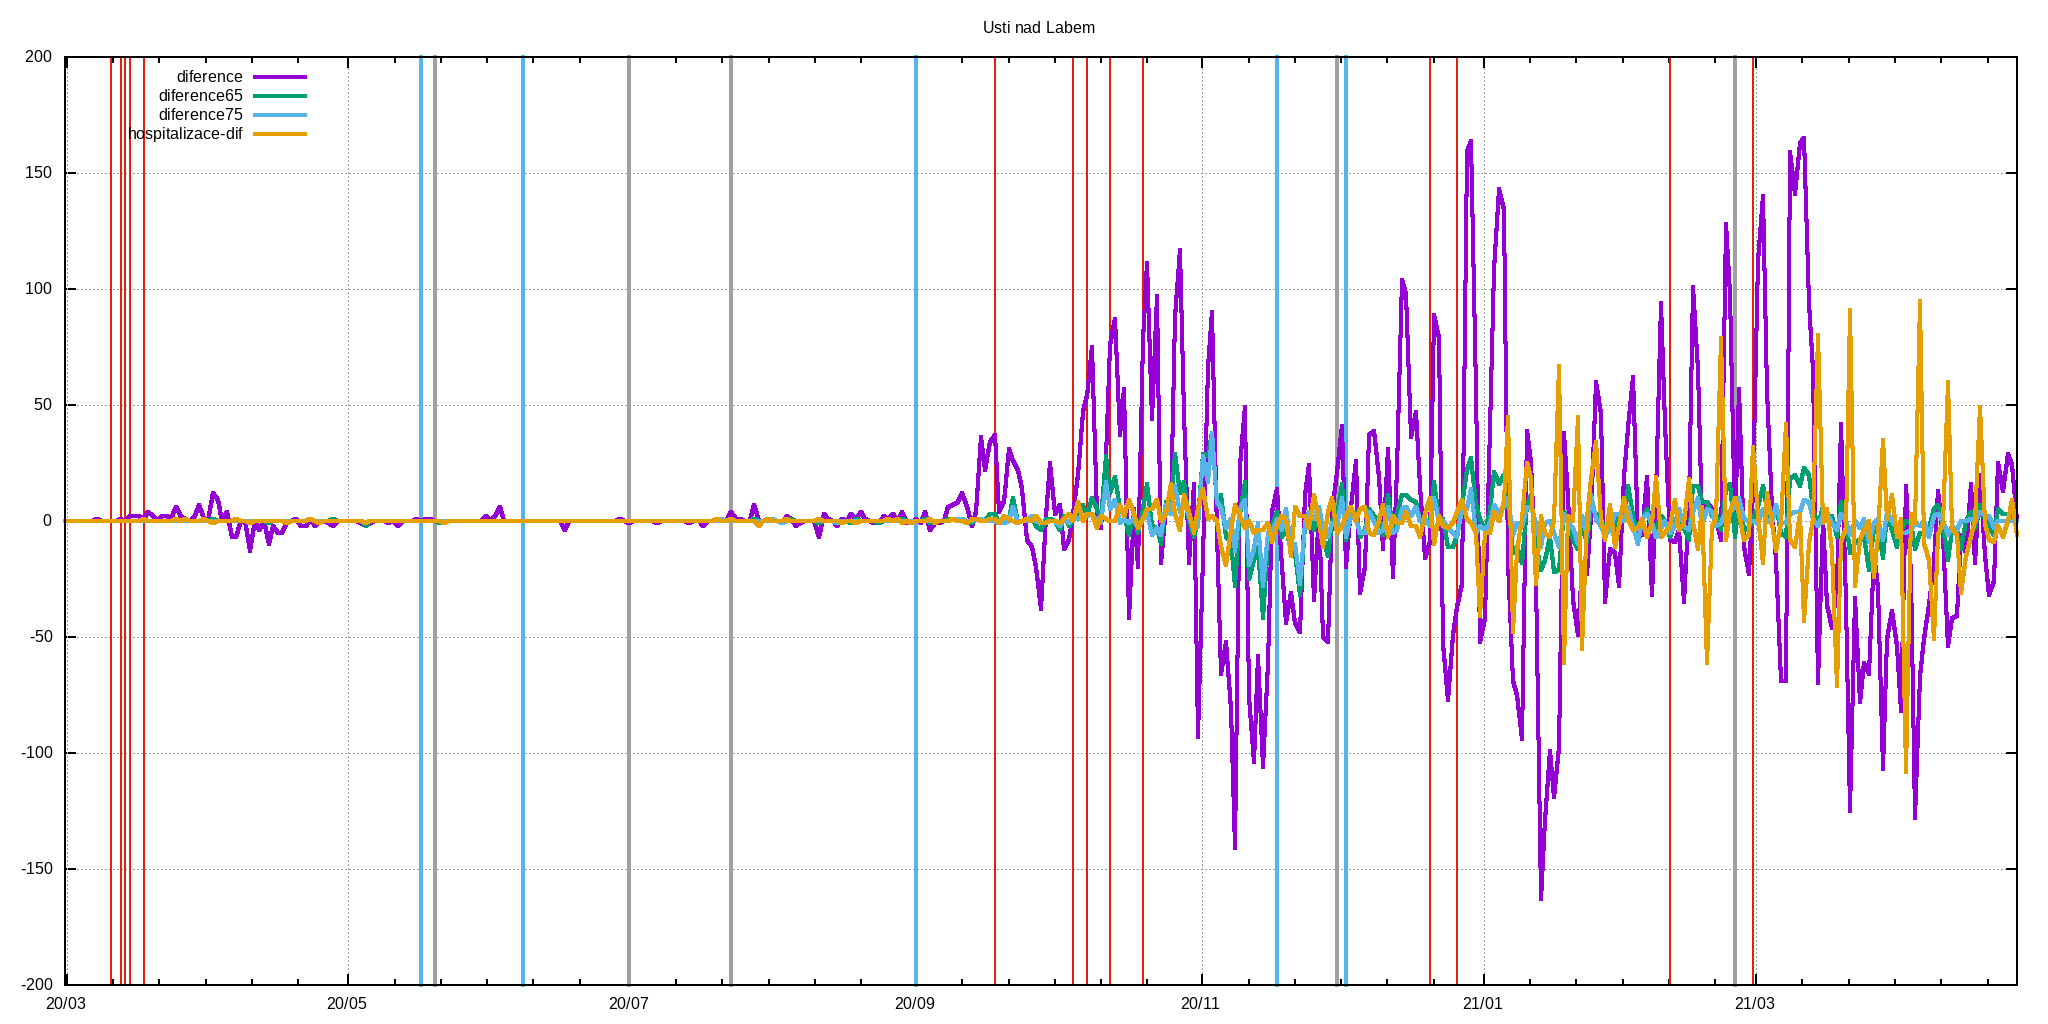 Usti nad Labem
200
diference
diference65
diference75
hospitalizace-dif
150
100
50
0
-50
-100
-150
-200
20/03 20/05 20/07 20/09 20/11 21/01 21/03